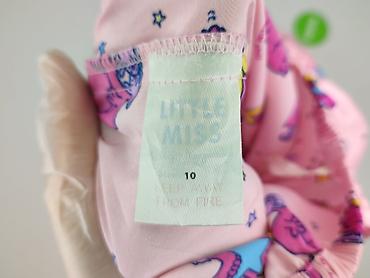 LITTLE
MISS
10
KEEP AWAY
FROM FIRE